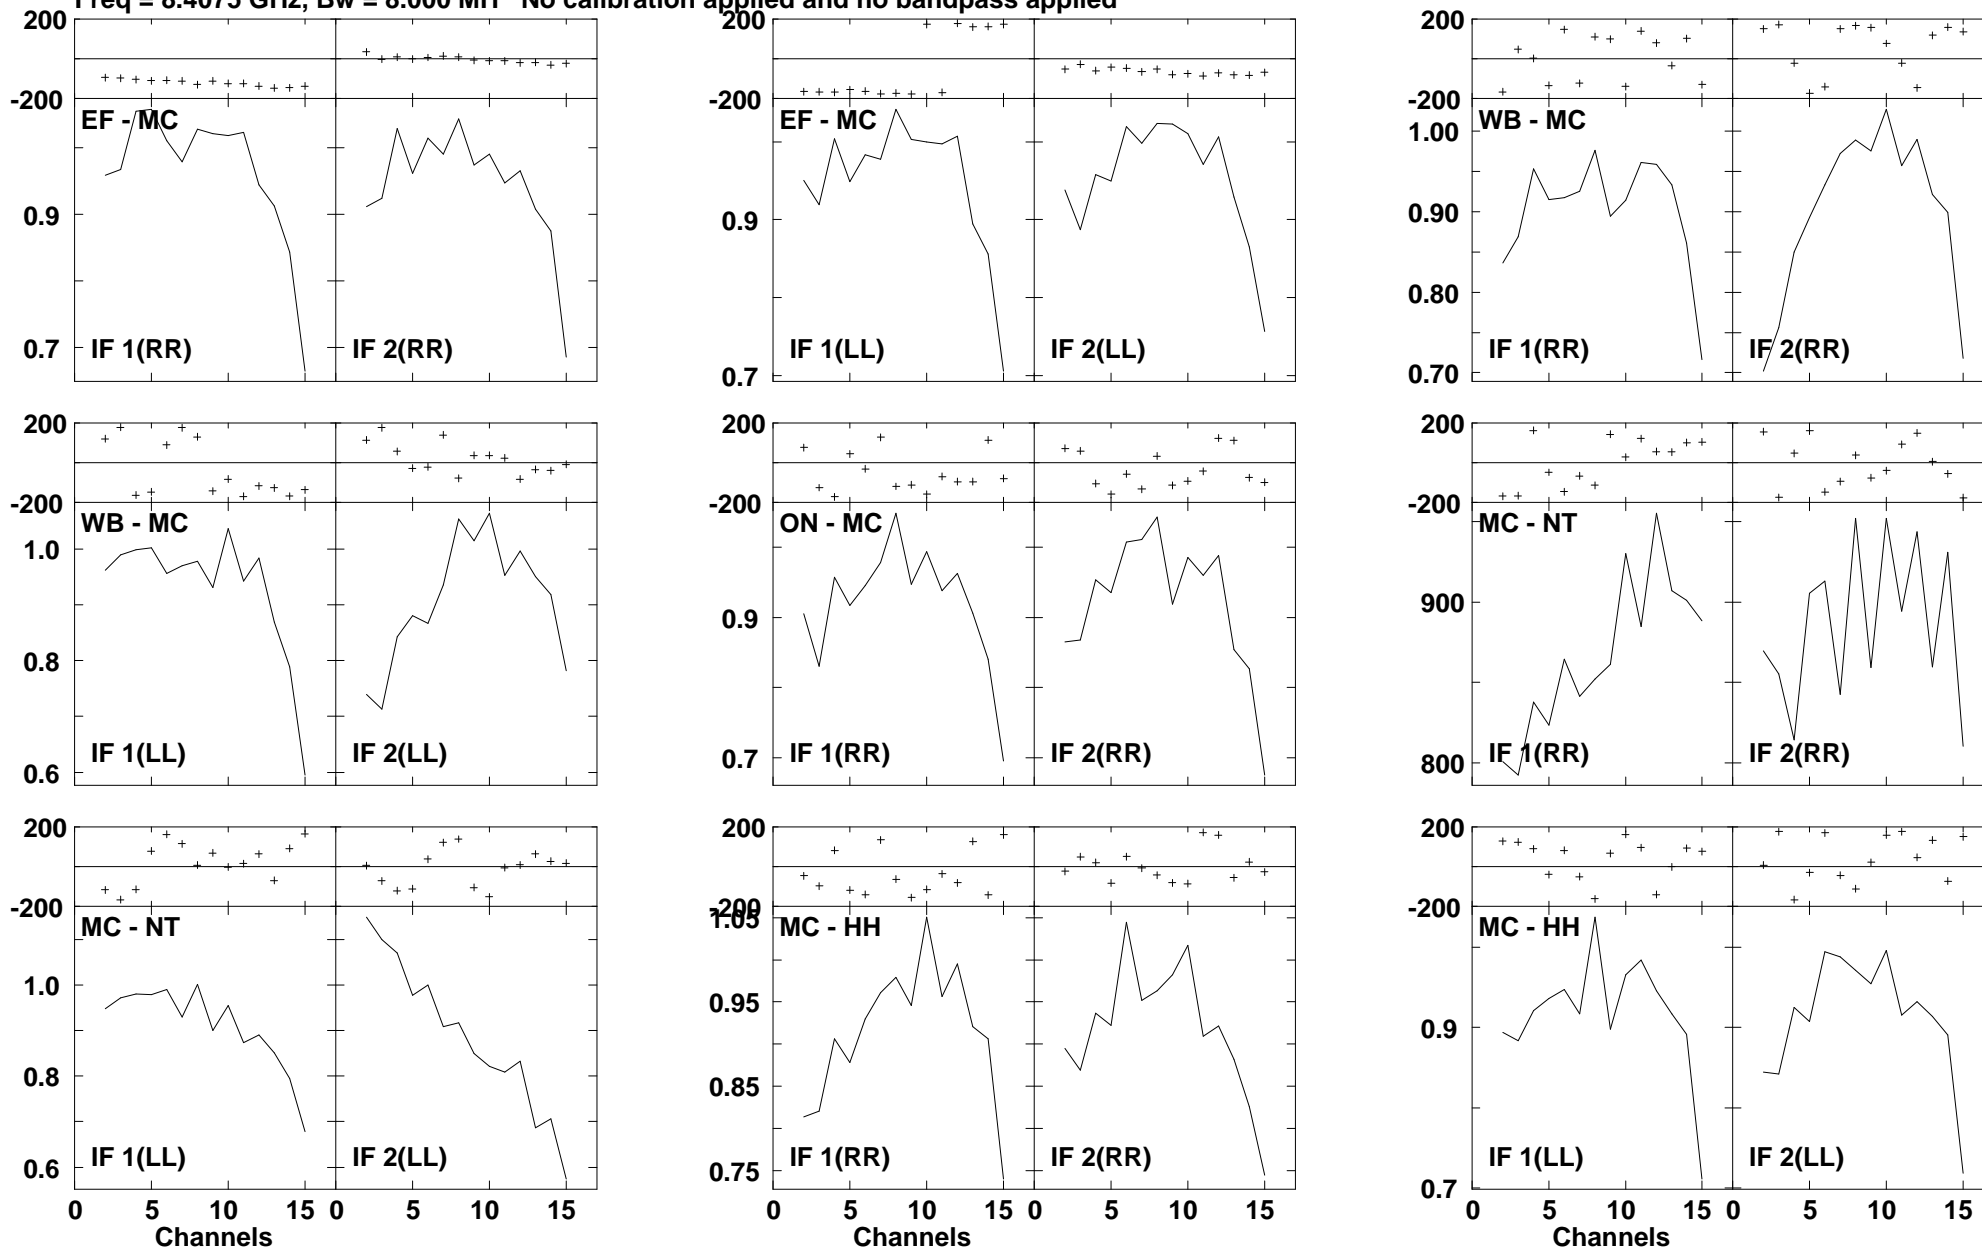 Freq = 8.4075 GHz, Bw = 8.000 MH No calibration applied and no bandpass applied
200
-200
EF - MC
0.9
0.7
IF 1(RR)
IF 2(RR)
200
-200
EF - MC
0.9
0.7
IF 1(LL)
IF 2(LL)
200
-200
WB - MC
1.00
0.90
0.80
0.70
IF 1(RR)
IF 2(RR)
200
-200
WB - MC
1.0
0.8
0.6
IF 1(LL)
IF 2(LL)
200
-200
ON - MC
0.9
0.7
IF 1(RR)
IF 2(RR)
200
-200
MC - NT
900
800
IF 1(RR)
IF 2(RR)
200
-200
MC - NT
1.0
0.8
0.6
IF 1(LL)
IF 2(LL)
0 5 10 15 0 5 10 15
Channels
200
-200
1.05
MC - HH
0.95
0.85
0.75
IF 1(RR)
IF 2(RR)
0 5 10 15 0 5 10 15
Channels
200
-200
MC - HH
0.9
0.7
IF 1(LL)
IF 2(LL)
0 5 10 15 0 5 10 15
Channels